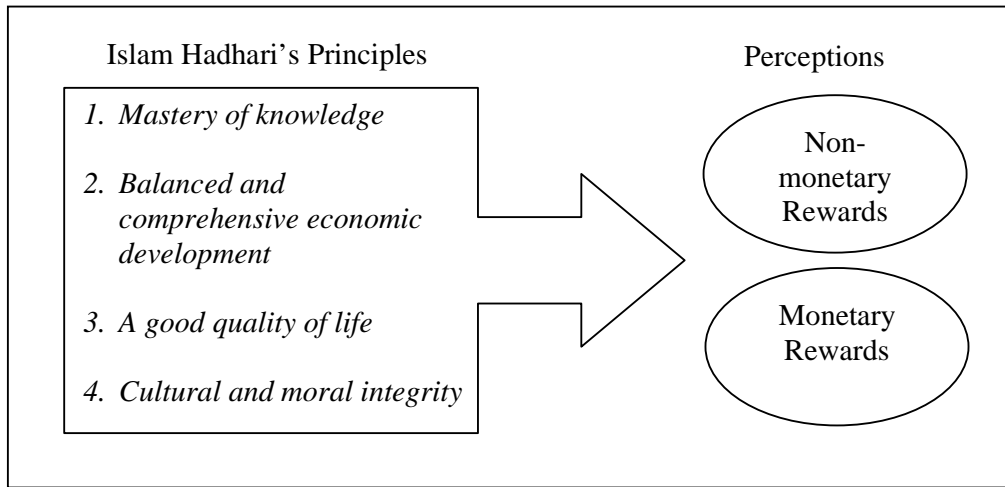 Islam Hadhari's Principles
1. Mastery of knowledge
2. Balanced and
comprehensive economic
development
3. A good quality of life
4. Cultural and moral integrity
Perceptions
Non-
monetary
Rewards
Monetary
Rewards